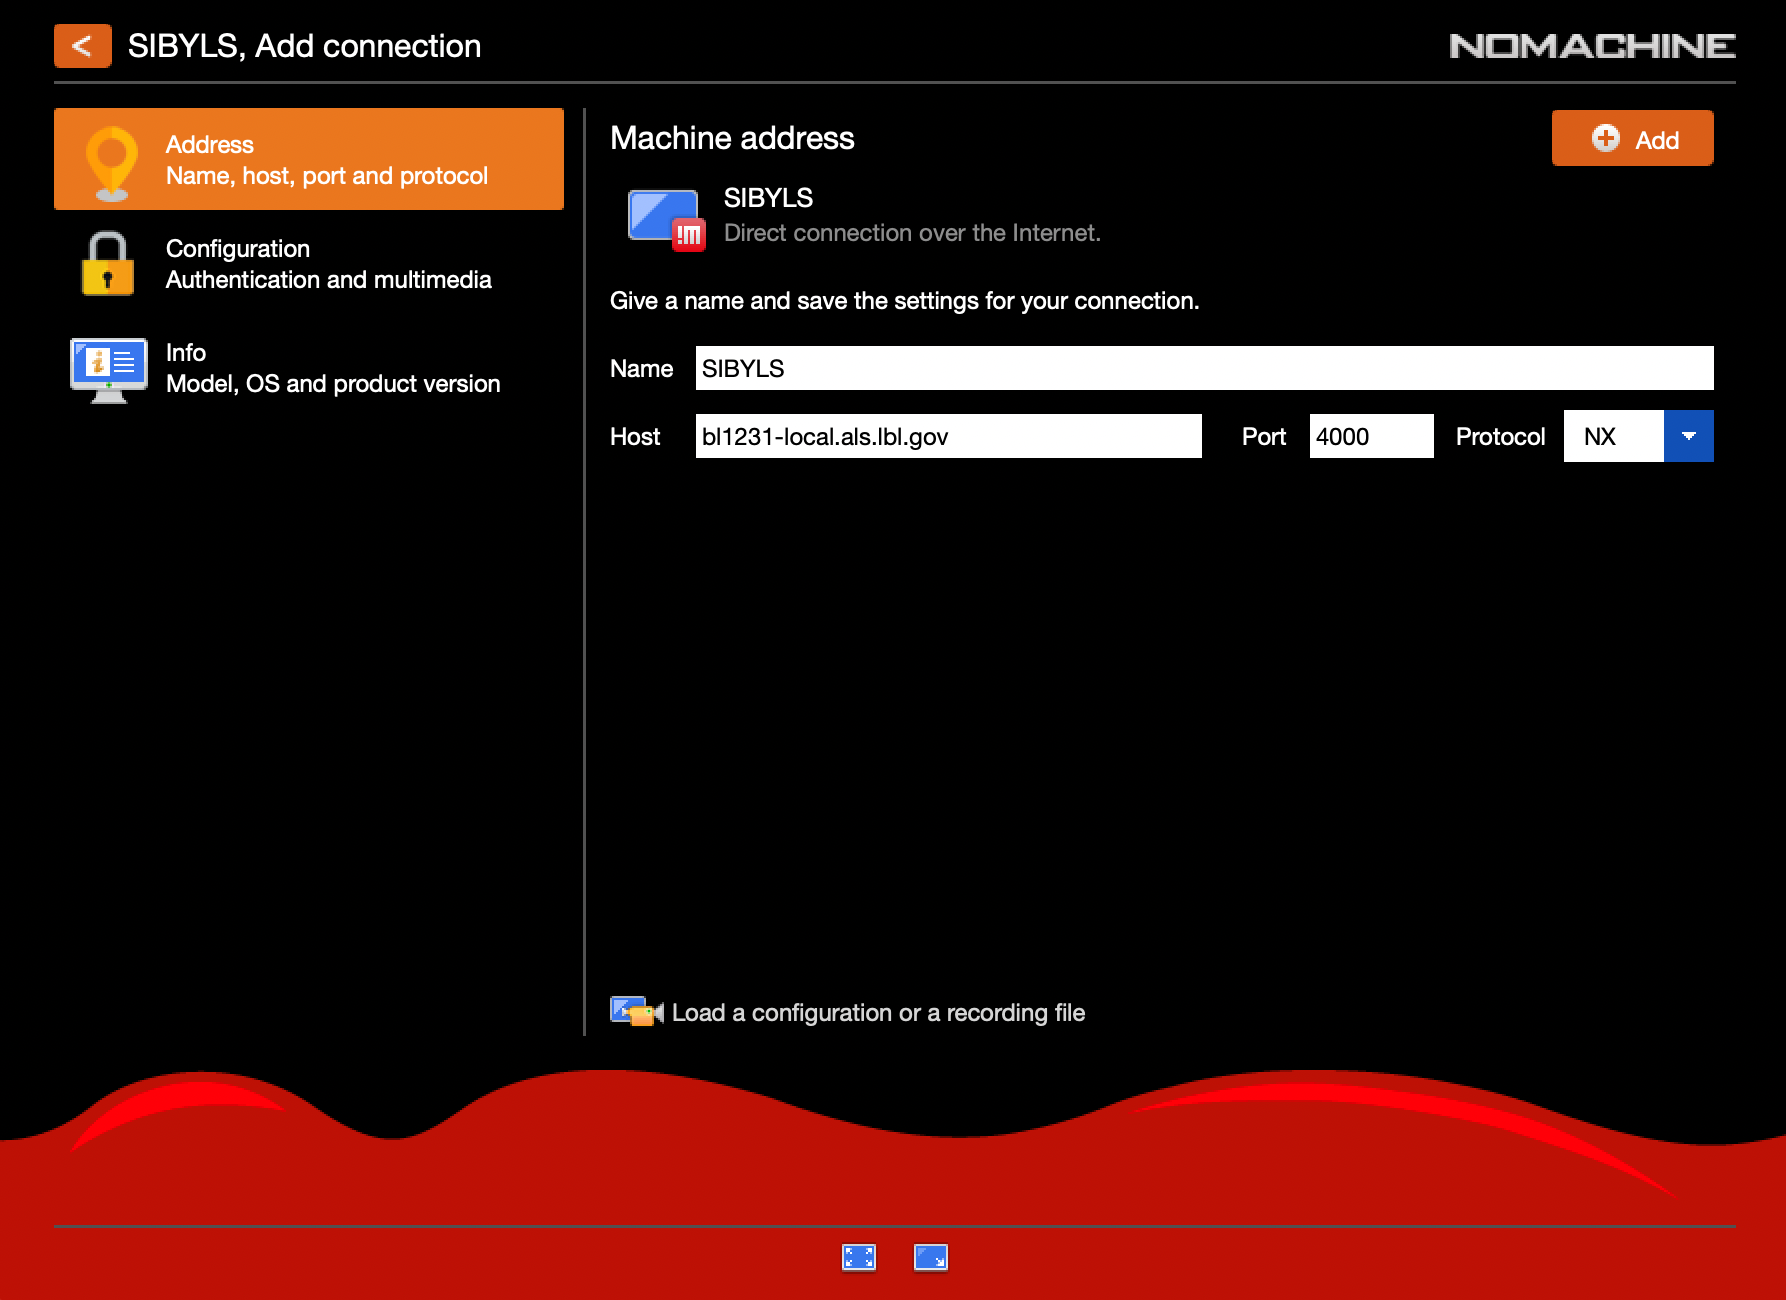 SIBYLS, Add connection
NOMACHINE
Address
Name, host, port and protocol
Configuration
Authentication and multimedia
Info
Model, OS and product version
Machine address
Add
SIBYLS
Direct connection over the Internet.
Give a name and save the settings for your connection.
Name SIBYLS
Host bl1231-local.als.lbl.gov Port 4000 Protocol NX
Load a configuration or a recording file